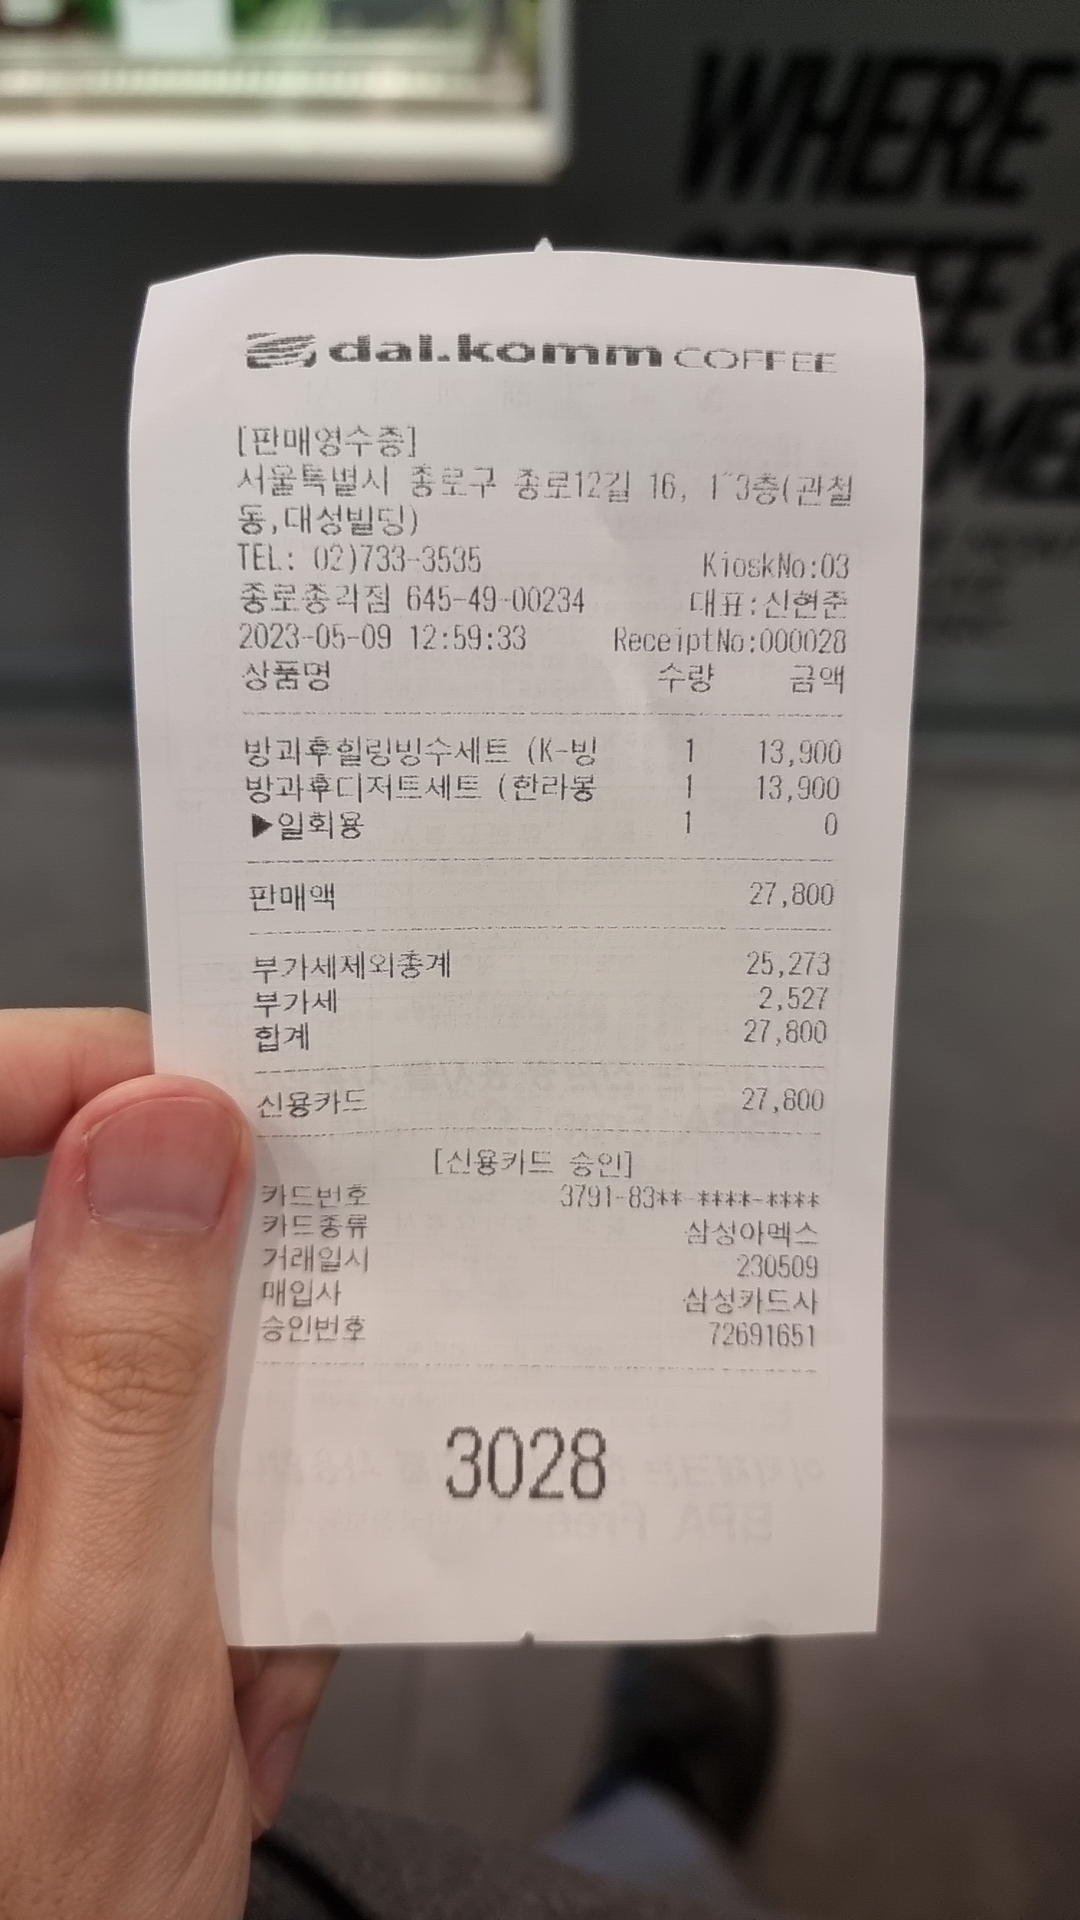 WHERE
dal.komm COFFEE
[판매영수증]
서울특별시 종로구 종로12길 16, 1~3층(관철
동,대성빌딩)
TEL: 02)733-3535 KioskNo:03
종로종각점 645-49-00234 대표:신현준
2023-05-09 12:59:33 ReceiptNo:000028
상품명 수량 금액
방과후힐링빙수세트 (K-빙 1 13,900
방과후디저트세트 (한라봉 1 13,900
▶일회용 1 0
판매액 27,800
부가세제외총계 25,273
부가세 2,527
합계 27,800
신용카드 27,800
[신용카드 승인]
카드번호 3791-83**-****-****
카드종류 삼성아멕스
거래일시 230509
매입사 삼성카드사
승인번호 72691651
3028